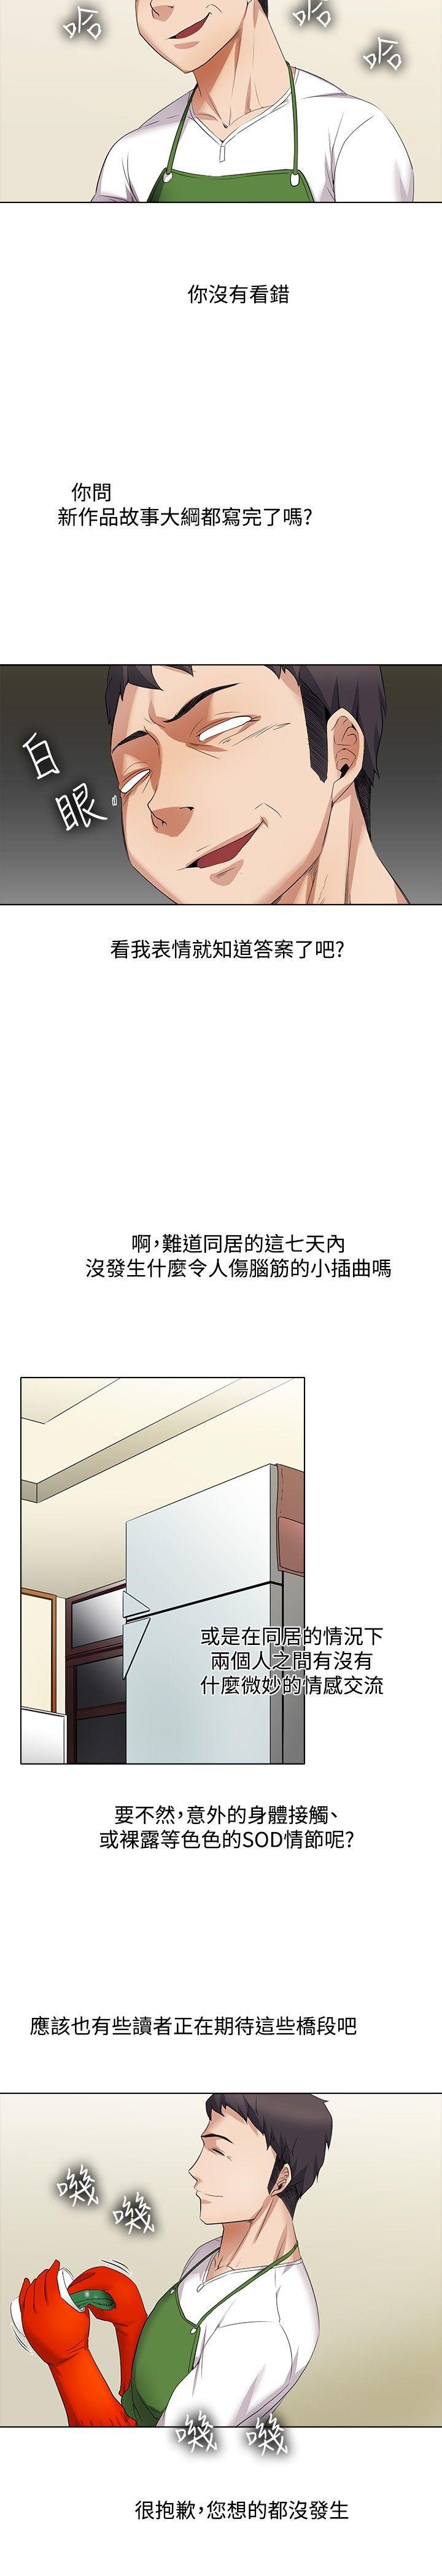 哈
哈
哈
你沒有看錯
你問
新作品故事大綱都寫完了嗎?
白
眼
看我表情就知道答案了吧?
啊,難道同居的這七天內
沒發生什麼令人傷腦筋的小插曲嗎
或是在同居的情況下
兩個人之間有沒有
什麼微妙的情感交流
要不然,意外的身體接觸、
或裸露等色色的SOD情節呢?
應該也有些讀者正在期待這些橋段吧
嘰
嘰
嘰
嘰
很抱歉,您想的都沒發生